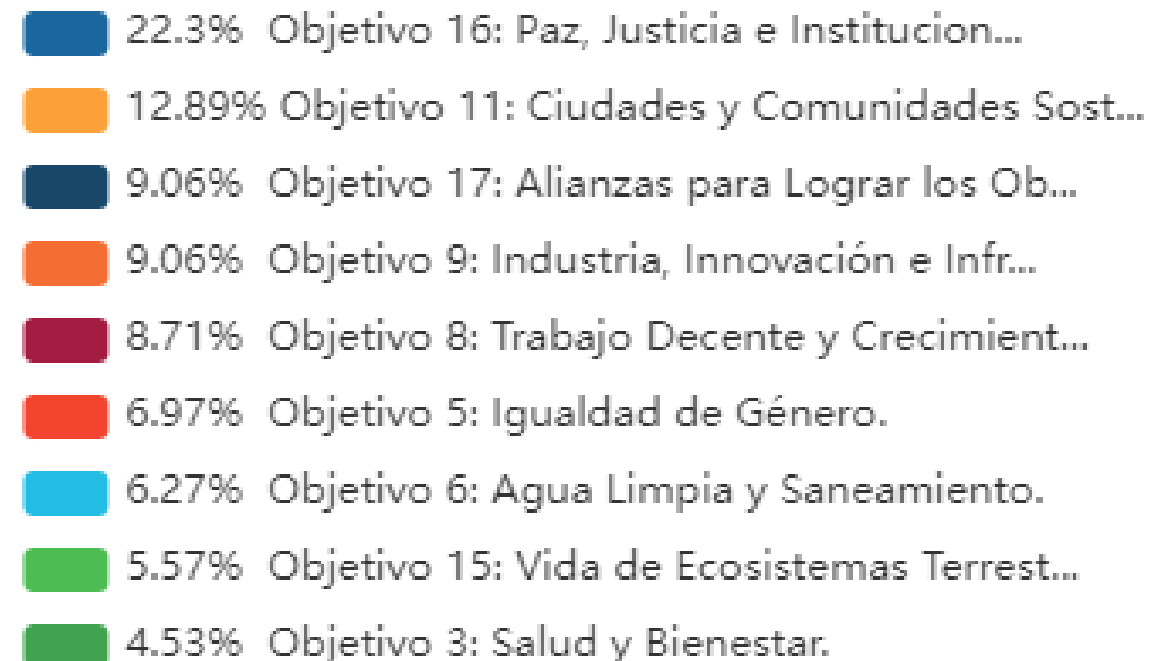 22.3% Objetivo 16: Paz, Justicia e Institucion...
12.89% Objetivo 11: Ciudades y Comunidades Sost...
9.06% Objetivo 17: Alianzas para Lograr los Ob...
9.06% Objetivo 9: Industria, Innovación e Infr...
8.71% Objetivo 8: Trabajo Decente y Crecimient...
6.97% Objetivo 5: Igualdad de Género.
6.27% Objetivo 6: Agua Limpia y Saneamiento.
5.57% Objetivo 15: Vida de Ecosistemas Terrest...
4.53% Objetivo 3: Salud y Bienestar.